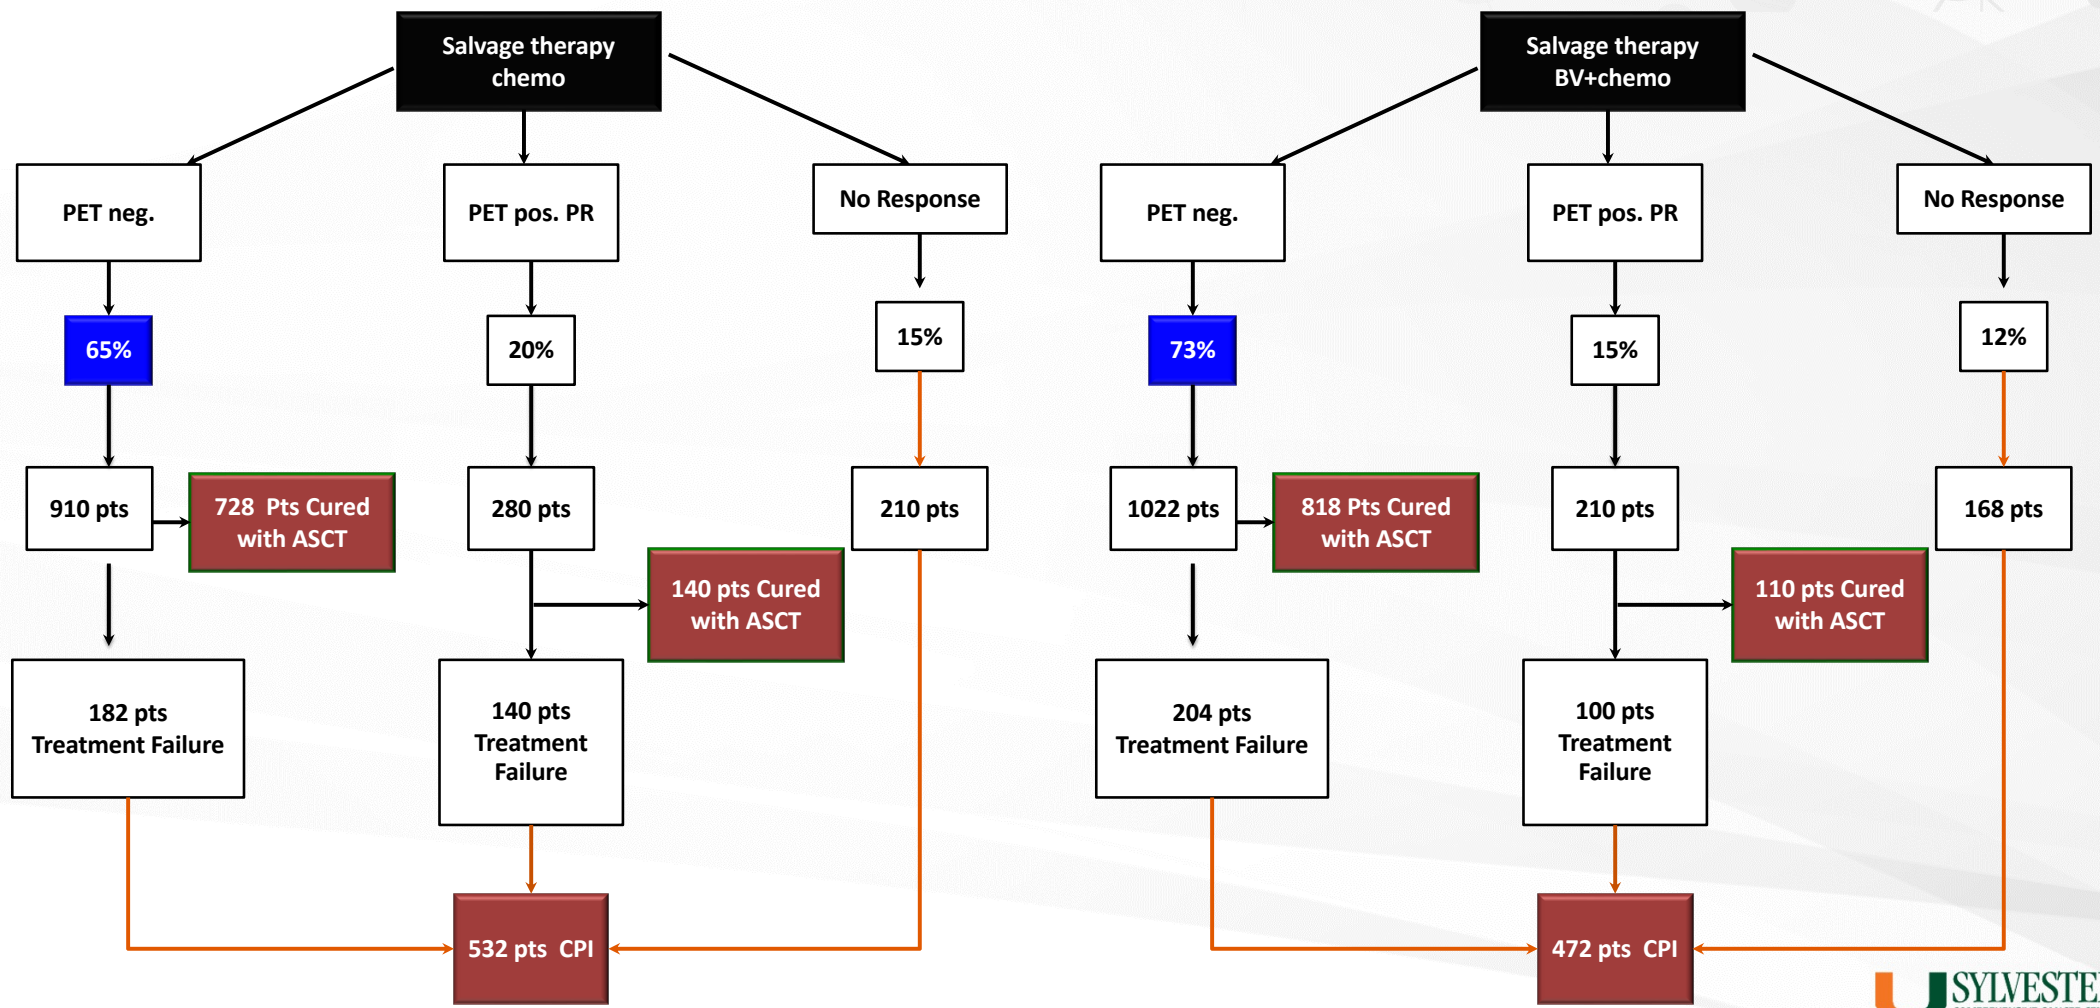 Salvage therapy
chemo
PET neg.
PET pos. PR
No Response
65%
20%
15%
910 pts
728 Pts Cured
with ASCT
280 pts
210 pts
140 pts Cured
with ASCT
182 pts
Treatment Failure
140 pts
Treatment
Failure
532 pts CPI
Salvage therapy
BV+chemo
PET neg.
PET pos. PR
No Response
73%
15%
12%
1022 pts
818 Pts Cured
with ASCT
210 pts
168 pts
110 pts Cured
with ASCT
204 pts
Treatment Failure
100 pts
Treatment
Failure
472 pts CPI
SYLVESTE